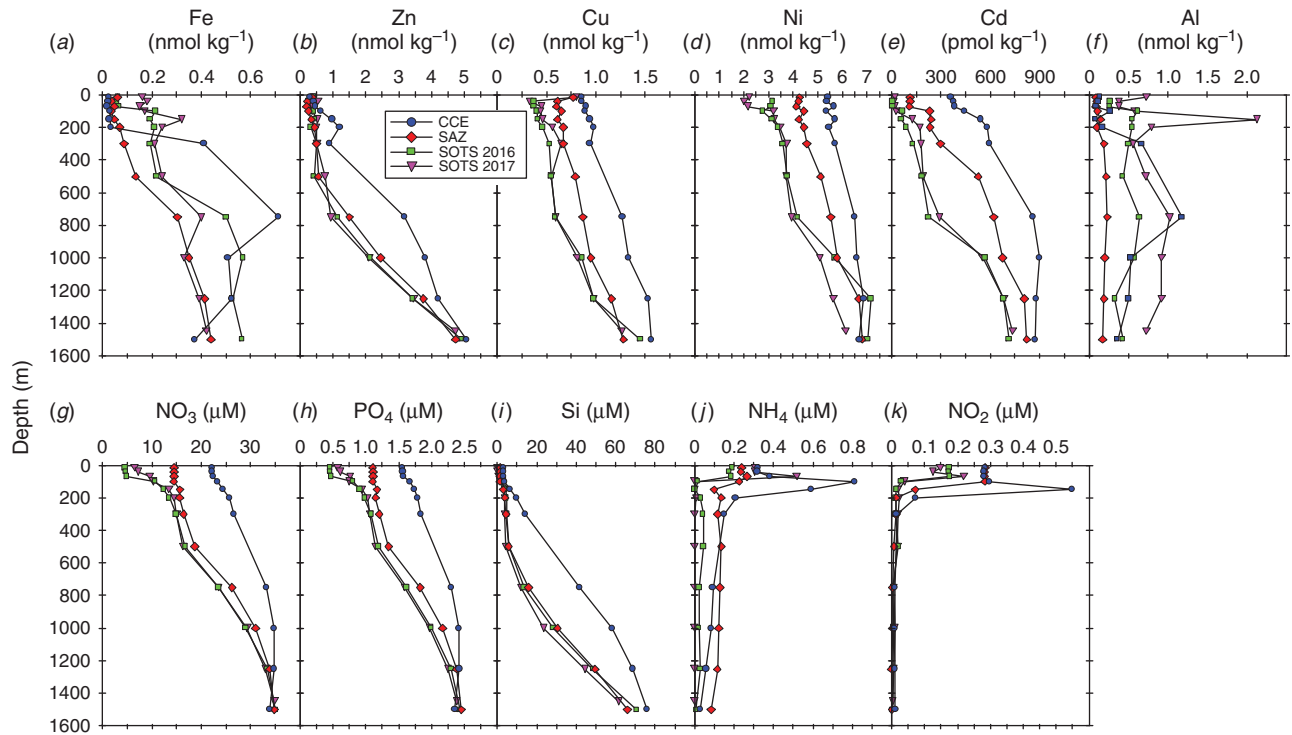 Fe Zn Cu Ni Cd Al
(a) (nmol kg⁻¹) (b) (nmol kg⁻¹) (c) (nmol kg⁻¹) (d) (nmol kg⁻¹) (e) (pmol kg⁻¹) (f) (nmol kg⁻¹)
0 0.2 0.4 0.6 0 1 2 3 4 5 0 0.5 1.0 1.5 0 1 2 3 4 5 6 7 0 300 600 900 0 0.5 1.0 1.5 2.0
0
200
400
600
800
1000
1200
1400
1600
CCE
SAZ
SOTS 2016
SOTS 2017
Depth (m)
(g) NO₃ (µM) (h) PO₄ (µM) (i) Si (µM) (j) NH₄ (µM) (k) NO₂ (µM)
0 10 20 30 0 0.5 1.0 1.5 2.0 2.5 0 20 40 60 80 0 0.2 0.4 0.6 0.8 0 0.1 0.2 0.3 0.4 0.5
0
200
400
600
800
1000
1200
1400
1600